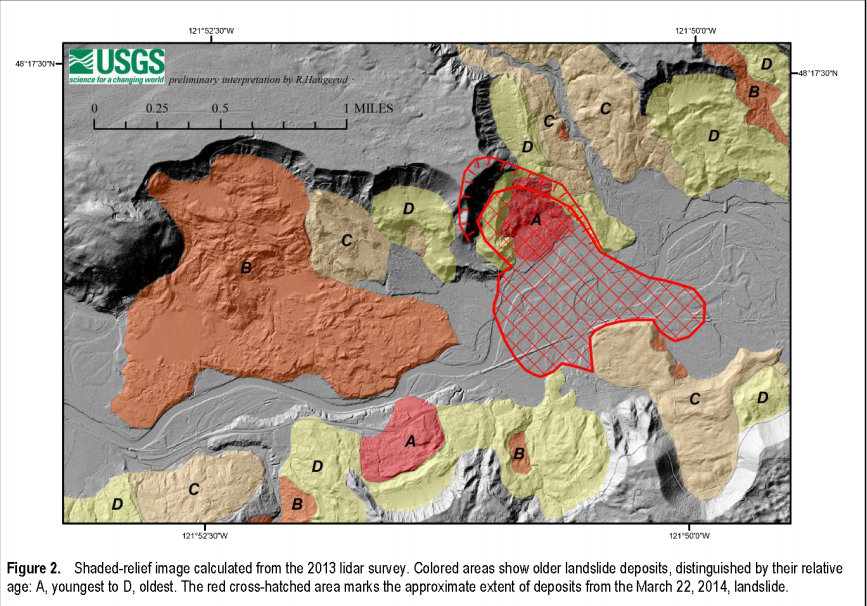 121°52'30"W 121°50'0"W
48°17'30"N 48°17'30"N
USGS
science for a changing world
preliminary interpretation by R.Haugerud
0 0.25 0.5 1 MILES
D
B
C
C
D
D
A
D
C
B
C
D
A
D
B
C
D
B
121°52'30"W 121°50'0"W
Figure 2. Shaded-relief image calculated from the 2013 lidar survey. Colored areas show older landslide deposits, distinguished by their relative
age: A, youngest to D, oldest. The red cross-hatched area marks the approximate extent of deposits from the March 22, 2014, landslide.